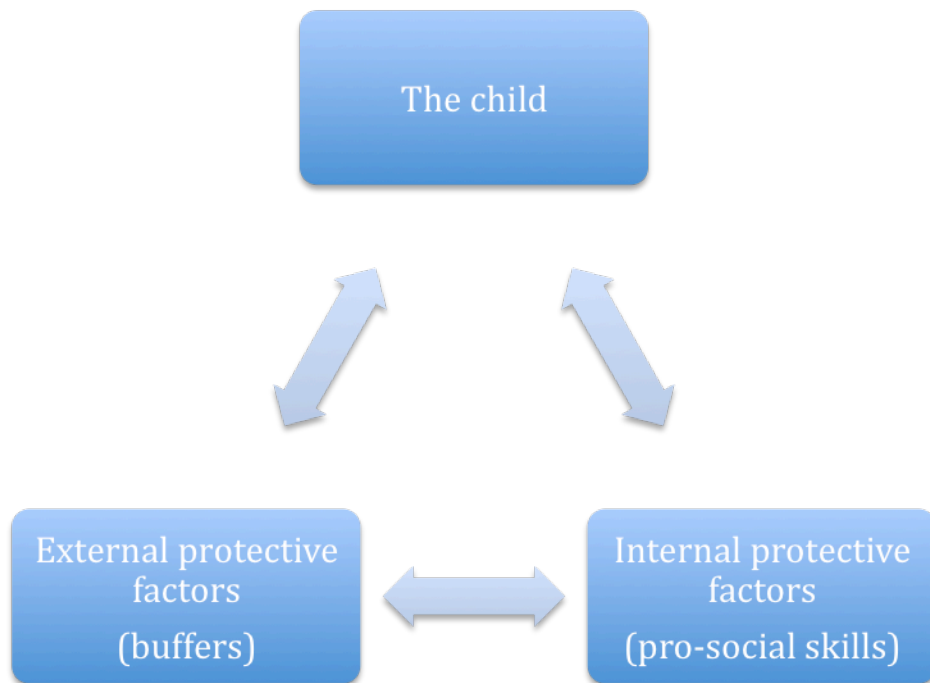 The child
External protective
factors
(buffers)
Internal protective
factors
(pro-social skills)